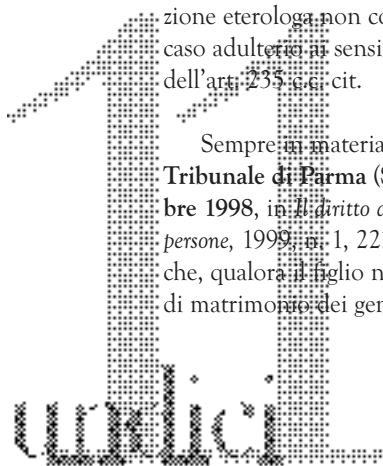 zione eterologa non co
caso adulterio ai sensi
dell'art. 235 c.c. cit.
Sempre in materia
Tribunale di Parma (S
bre 1998, in Il diritto d
persone, 1999, n. 1, 22
che, qualora il figlio n
di matrimonio dei gen
11
undici